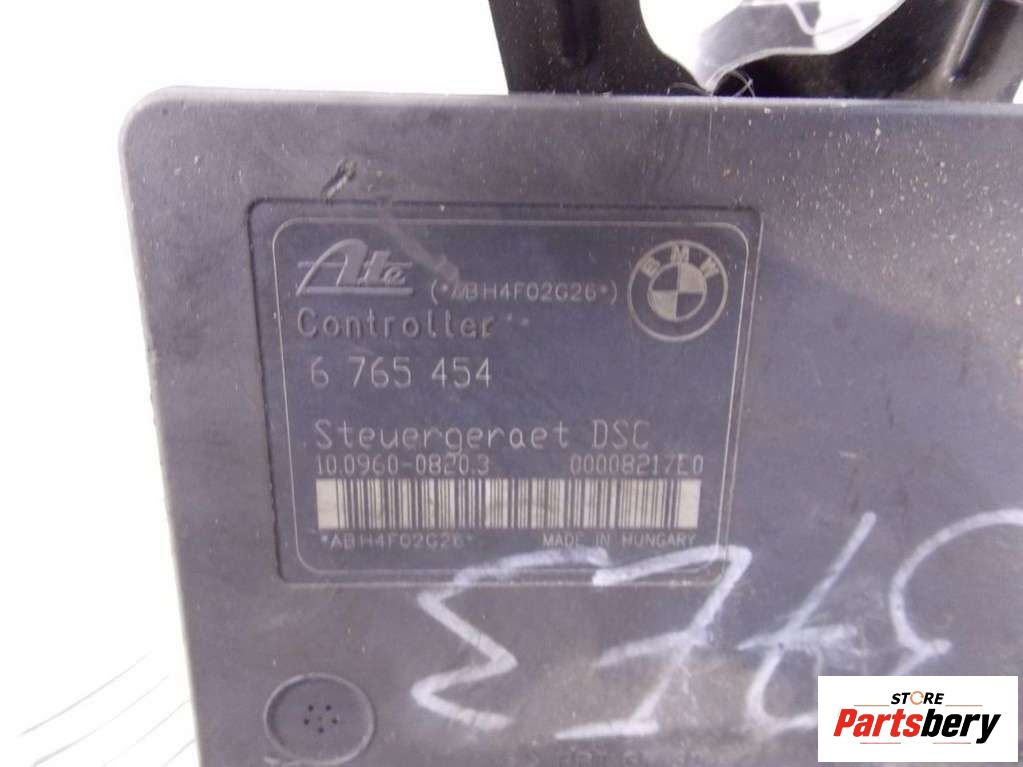 Ate
(*ABH4F02G26*)
BMW
Controller
6 765 454
Steuergeraet DSC
10.0960-0820.3 00008217E0
*ABH4F02G26*
MADE IN HUNGARY
STORE
Partsbery